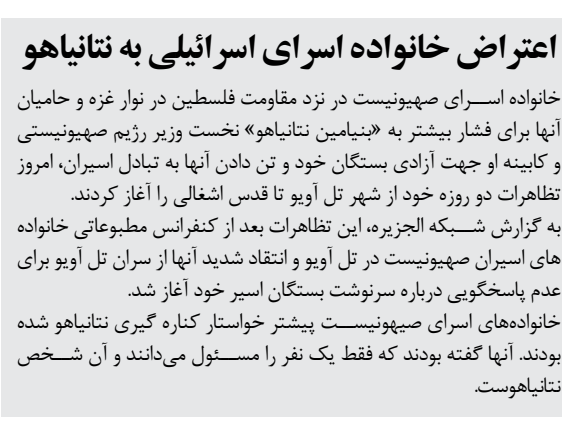 اعتراض خانواده اسرای اسرائیلی به نتانیاهو
خانواده اسرای صهیونیست در نزد مقاومت فلسطین در نوار غزه و حامیان
آنها برای فشار بیشتر به «بنیامین نتانیاهو» نخست وزیر رژیم صهیونیستی
و کابینه او جهت آزادی بستگان خود و تن دادن آنها به تبادل اسیران، امروز
تظاهرات دو روزه خود از شهر تل آویو تا قدس اشغالی را آغاز کردند.
به گزارش شبکه الجزیره، این تظاهرات بعد از کنفرانس مطبوعاتی خانواده
های اسیران صهیونیست در تل آویو و انتقاد شدید آنها از سران تل آویو برای
عدم پاسخگویی درباره سرنوشت بستگان اسیر خود آغاز شد.
خانواده‌های اسرای صیهونیست پیشتر خواستار کناره گیری نتانیاهو شده
بودند. آنها گفته بودند که فقط یک نفر را مسئول می‌دانند و آن شخص
نتانیاهوست.